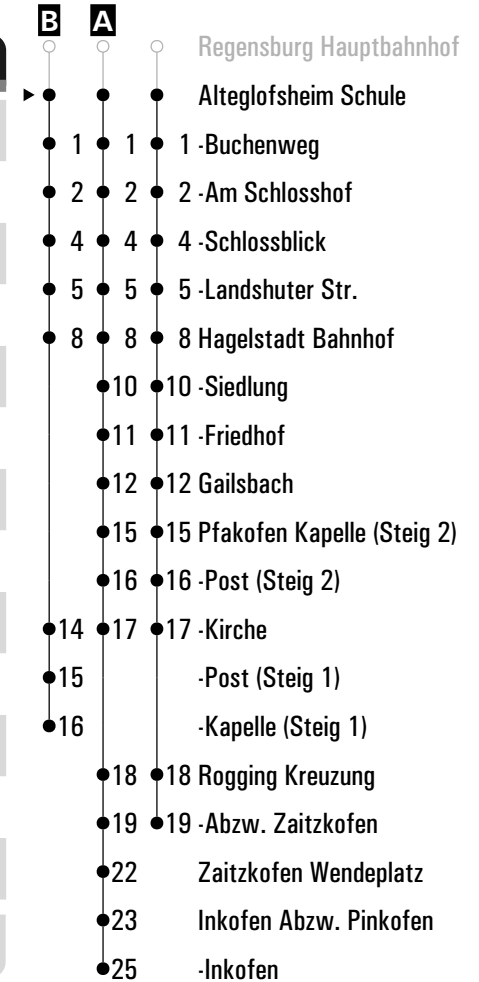 B A
Regensburg Hauptbahnhof
Alteglofsheim Schule
1 1 1 -Buchenweg
2 2 2 -Am Schlosshof
4 4 4 -Schlossblick
5 5 5 -Landshuter Str.
8 8 8 Hagelstadt Bahnhof
10 10 -Siedlung
11 11 -Friedhof
12 12 Gailsbach
15 15 Pfakofen Kapelle (Steig 2)
16 16 -Post (Steig 2)
14 17 17 -Kirche
15 -Post (Steig 1)
16 -Kapelle (Steig 1)
18 18 Rogging Kreuzung
19 19 -Abzw. Zaitzkofen
22 Zaitzkofen Wendeplatz
23 Inkofen Abzw. Pinkofen
25 -Inkofen